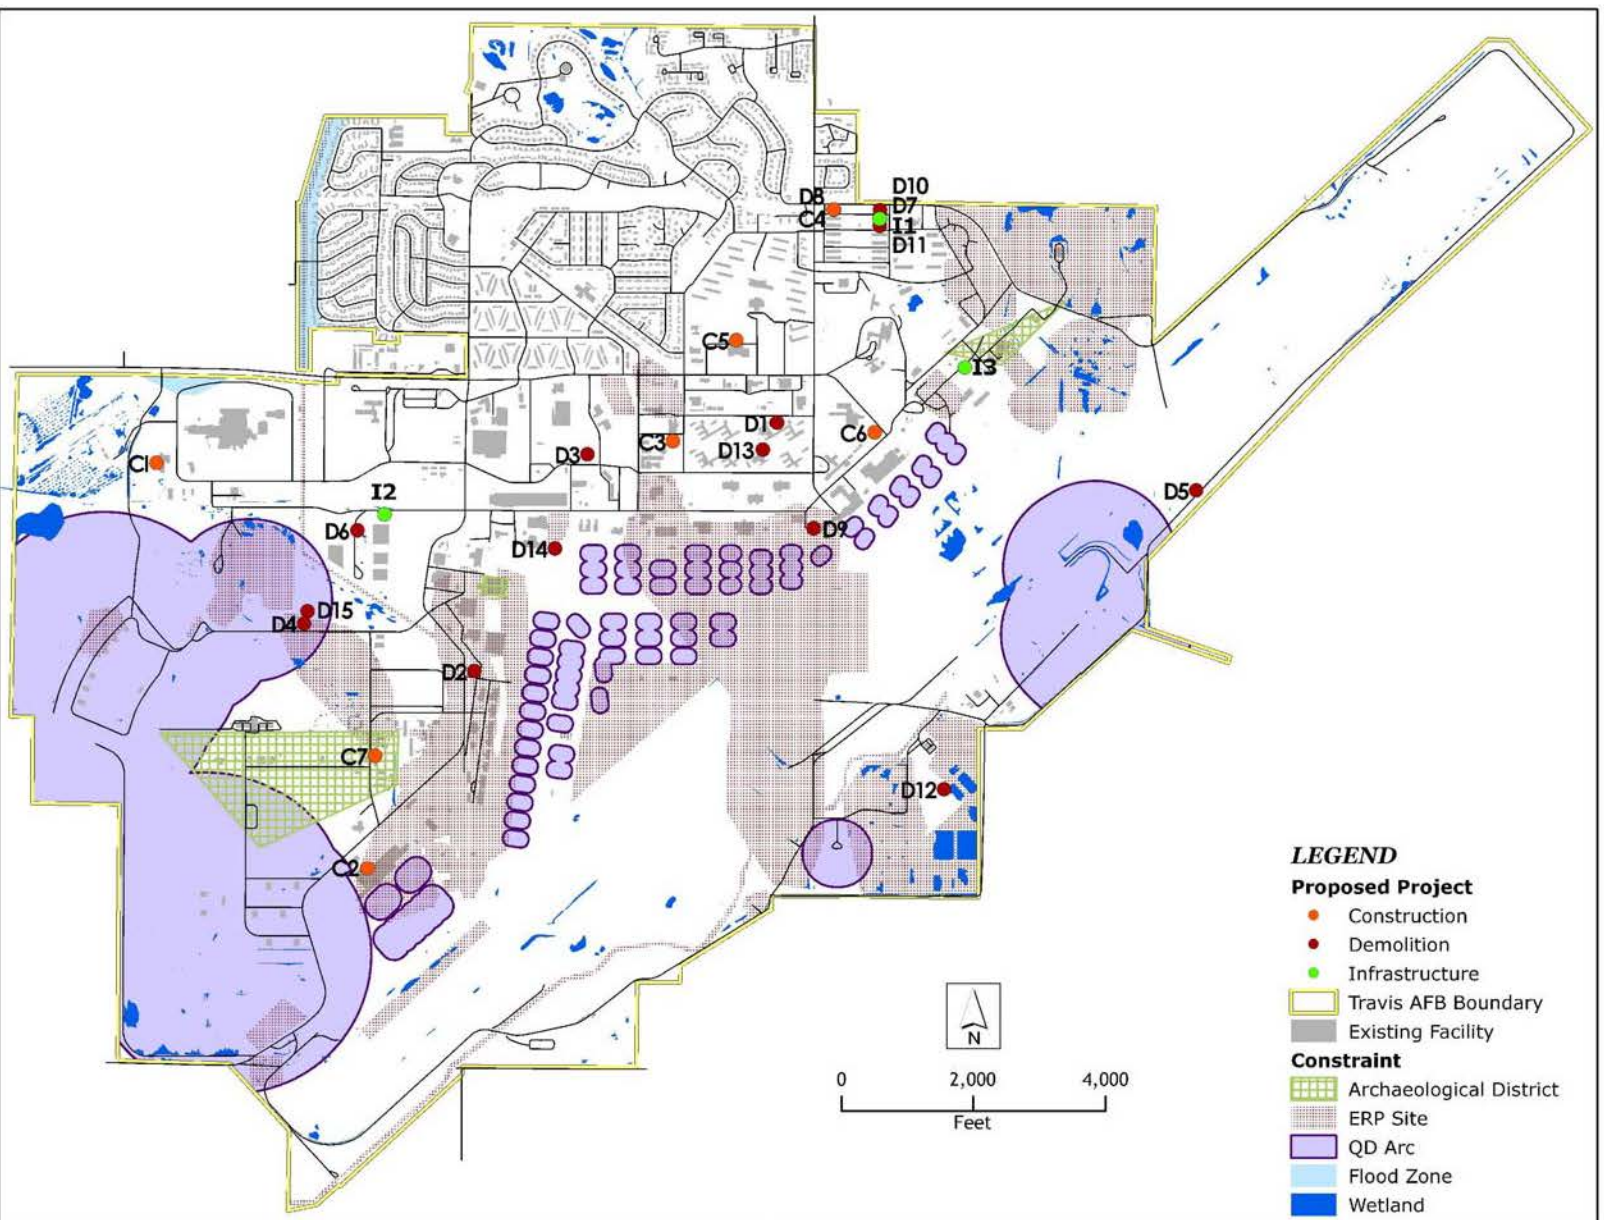 D10
D8
D7
C4
I1
D11
C5
I3
D1
C6
C3
D13
D3
C1
D5
I2
D6
D9
D14
D15
D4
D2
C7
D12
C2
LEGEND
Proposed Project
Construction
Demolition
Infrastructure
Travis AFB Boundary
Existing Facility
Constraint
Archaeological District
ERP Site
QD Arc
Flood Zone
Wetland
N
0 2,000 4,000
Feet